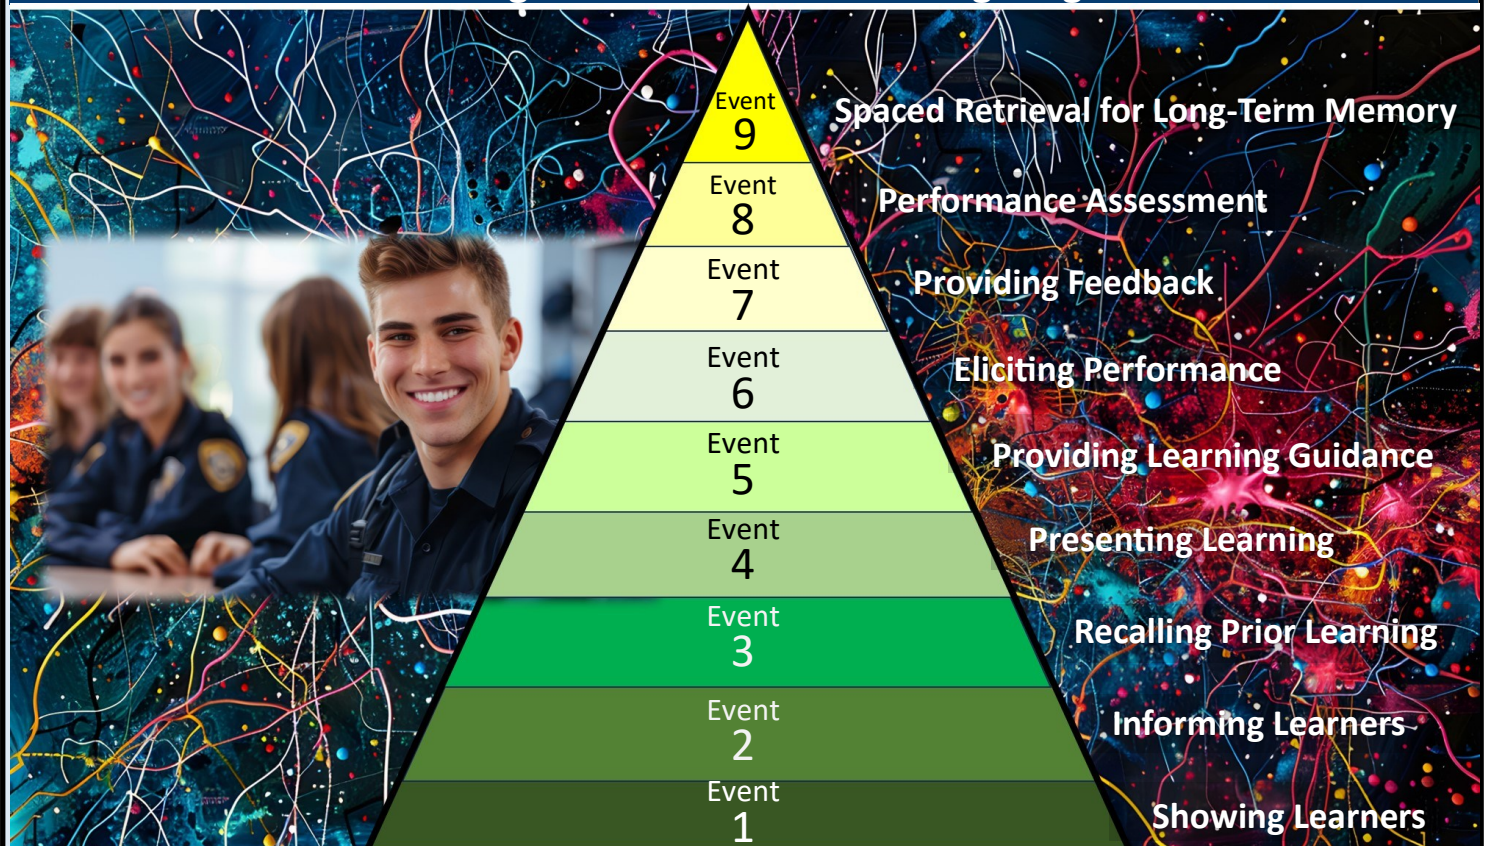 Event
9
Spaced Retrieval for Long-Term Memory
Event
8
Performance Assessment
Event
7
Providing Feedback
Event
6
Eliciting Performance
Event
5
Providing Learning Guidance
Event
4
Presenting Learning
Event
3
Recalling Prior Learning
Event
2
Informing Learners
Event
1
Showing Learners